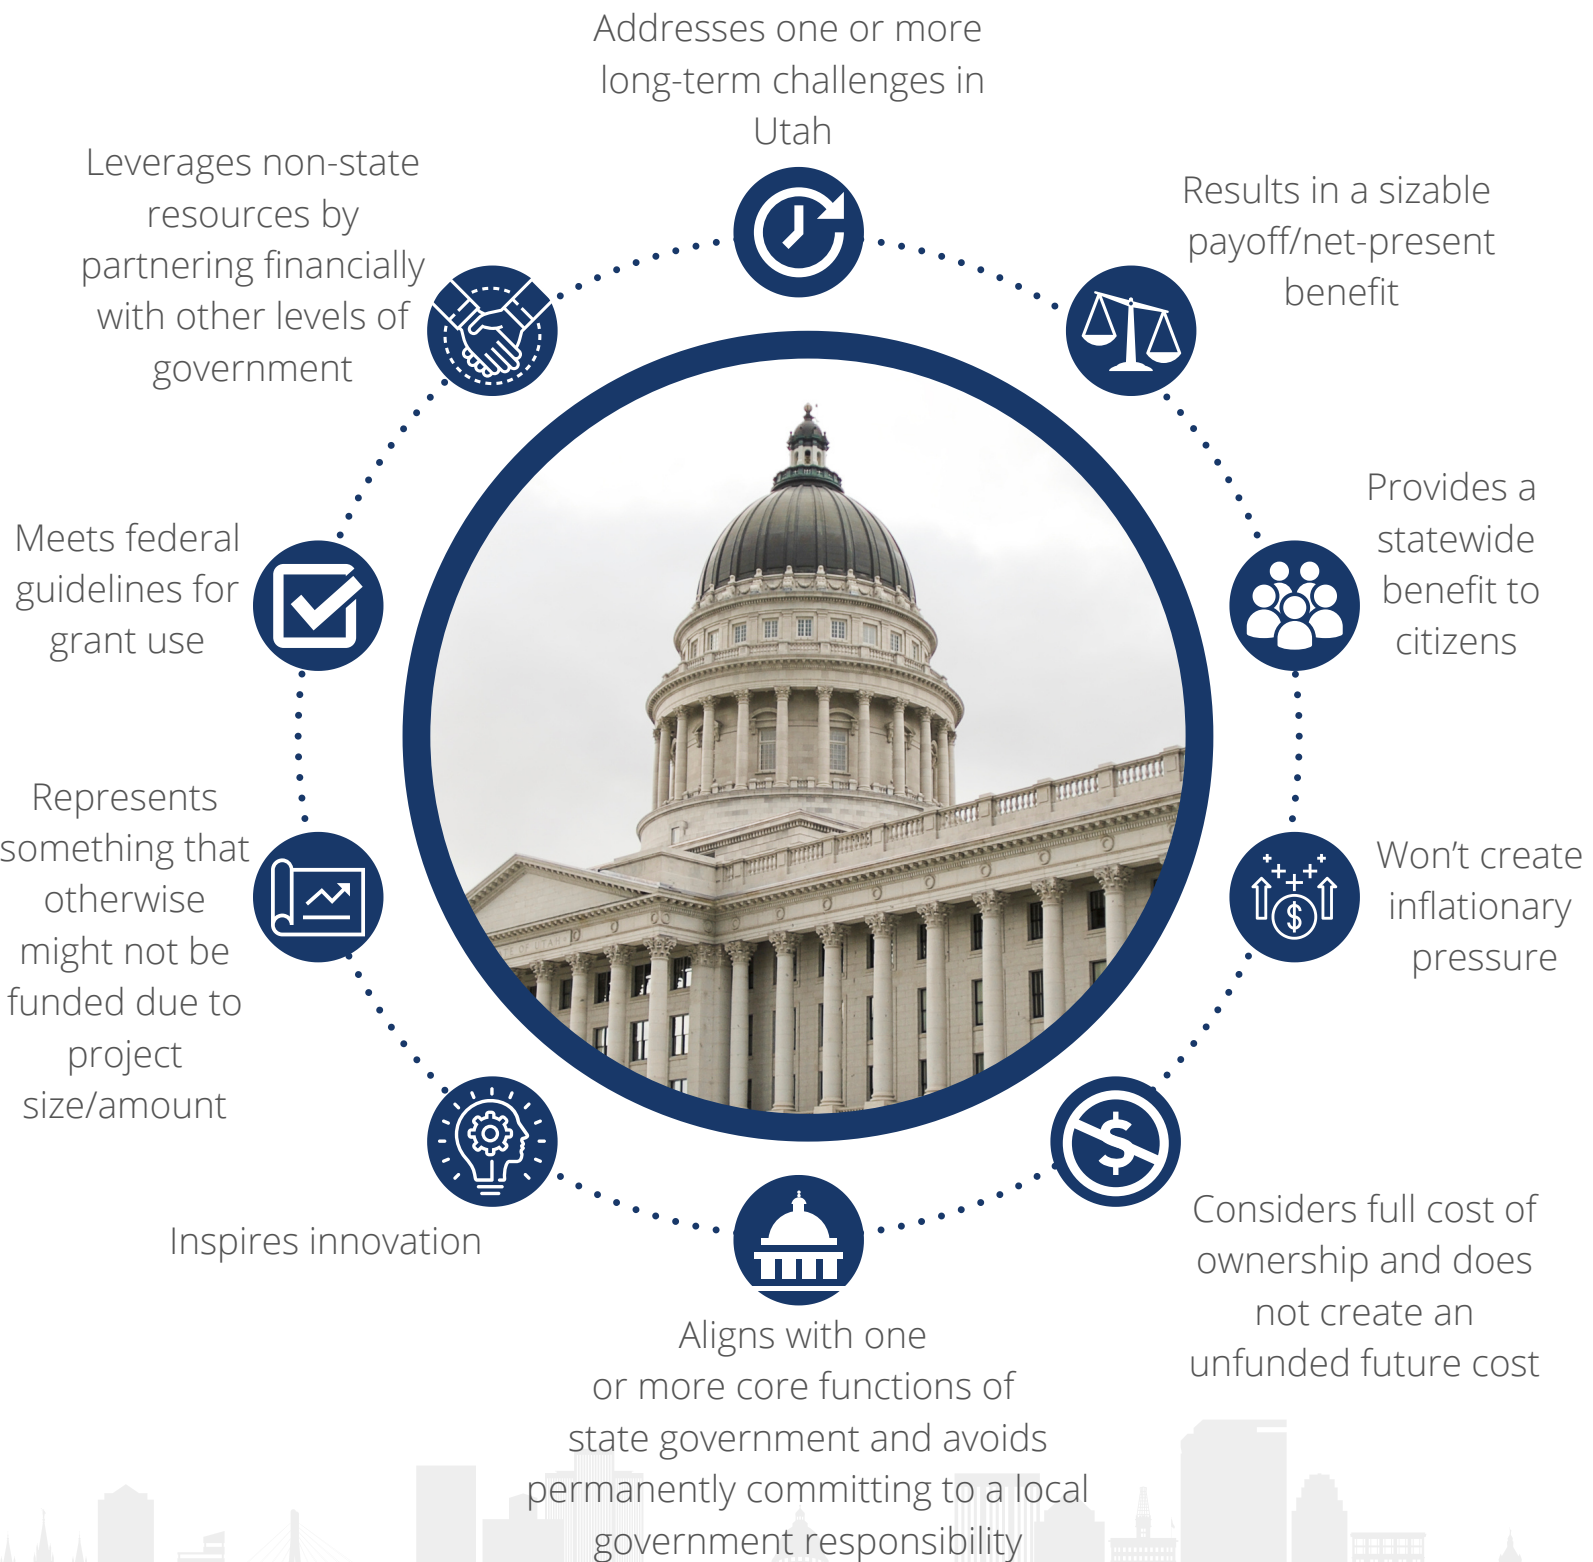 Addresses one or more
long-term challenges in
Utah
Results in a sizable
payoff/net-present
benefit
Provides a
statewide
benefit to
citizens
Won't create
inflationary
pressure
Considers full cost of
ownership and does
not create an
unfunded future cost
Aligns with one
or more core functions of
state government and avoids
permanently committing to a local
government responsibility
Inspires innovation
Represents
something that
otherwise
might not be
funded due to
project
size/amount
Meets federal
guidelines for
grant use
Leverages non-state
resources by
partnering financially
with other levels of
government
$
$
OF UTAH